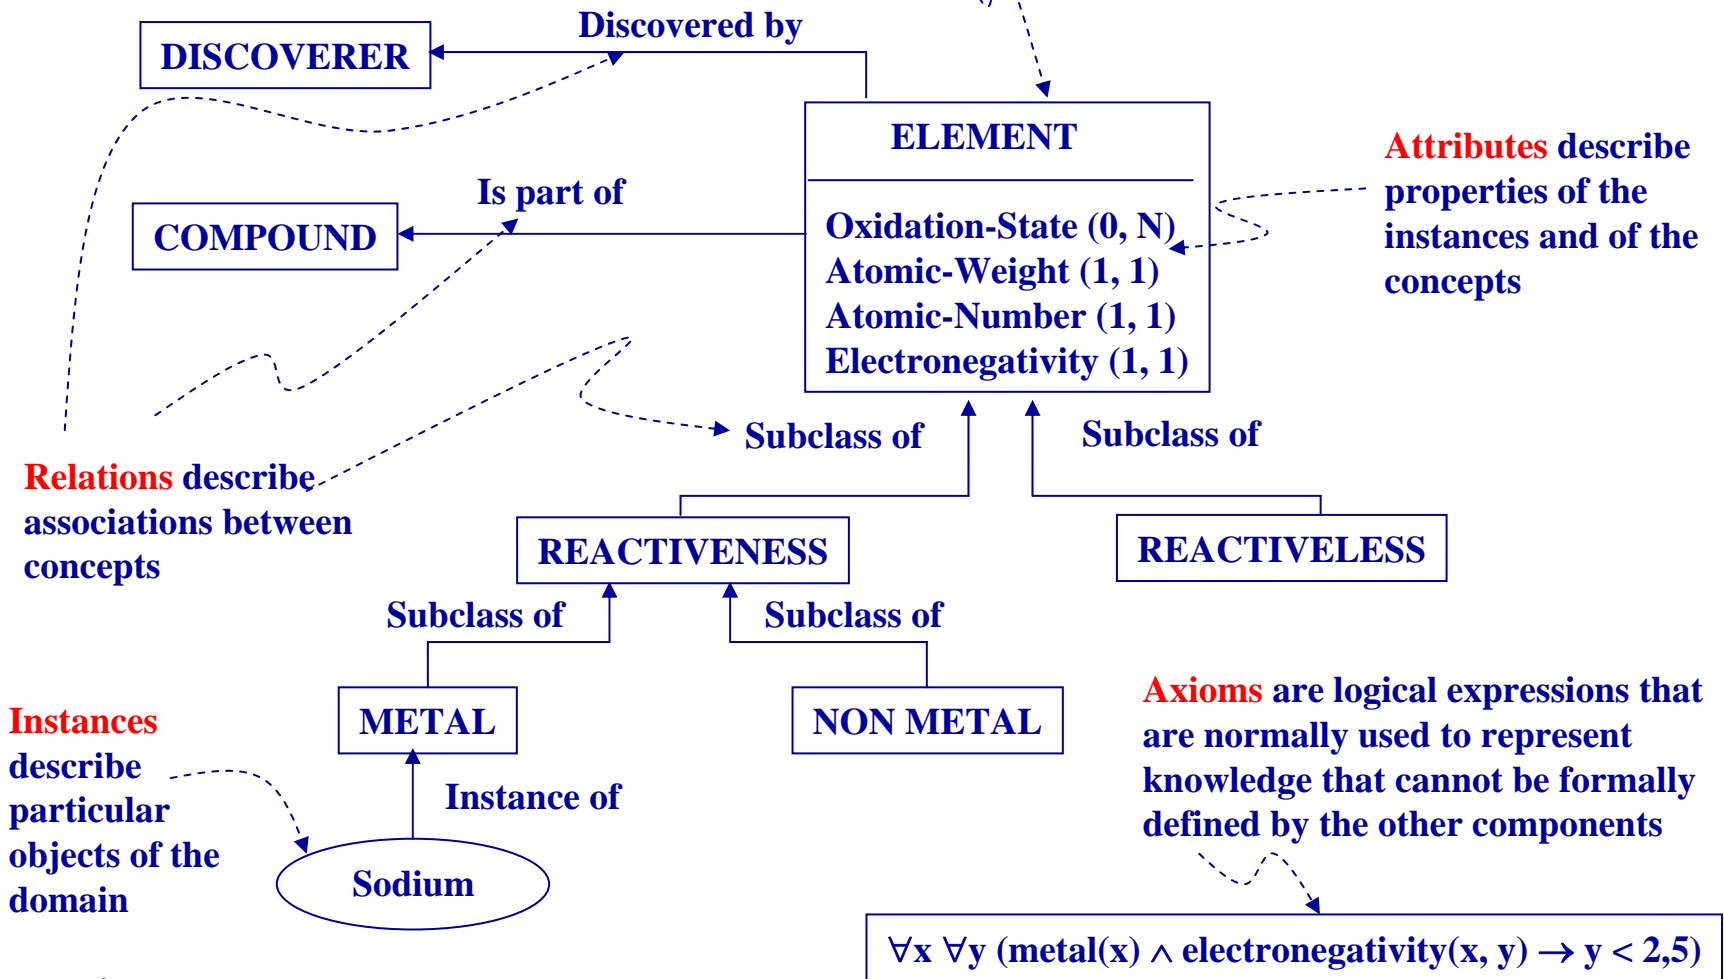 Discovered by
DISCOVERER
ELEMENT
Attributes describe
properties of the
instances and of the
concepts
Is part of
COMPOUND
Oxidation-State (0, N)
Atomic-Weight (1, 1)
Atomic-Number (1, 1)
Electronegativity (1, 1)
Subclass of
Subclass of
Relations describe
associations between
concepts
REACTIVENESS
REACTIVELESS
Subclass of
Subclass of
METAL
NON METAL
Instances
describe
particular
objects of the
domain
Instance of
Sodium
Axioms are logical expressions that
are normally used to represent
knowledge that cannot be formally
defined by the other components
∀x ∀y (metal(x) ∧ electronegativity(x, y) → y < 2,5)